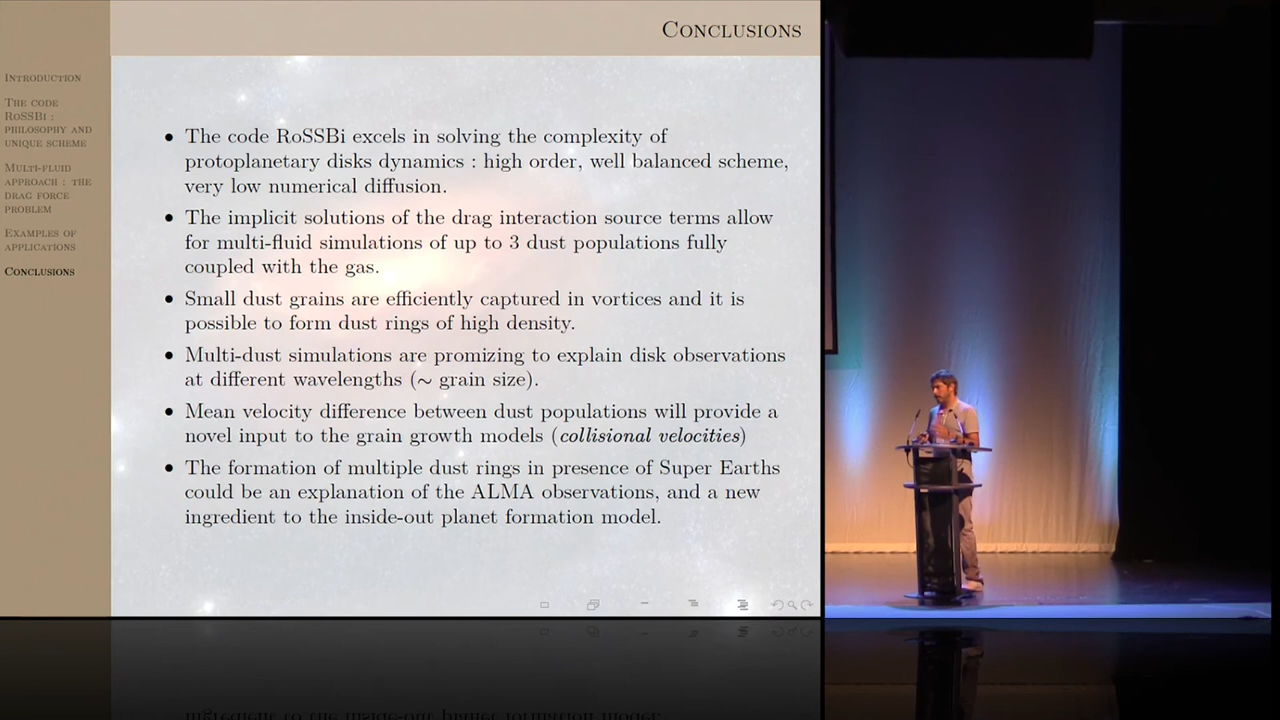 Conclusions
Introduction
The code
RoSSBi :
philosophy and
unique scheme
Multi-fluid
approach : the
drag force
problem
Examples of
applications
Conclusions
• The code RoSSBi excels in solving the complexity of
protoplanetary disks dynamics : high order, well balanced scheme,
very low numerical diffusion.
• The implicit solutions of the drag interaction source terms allow
for multi-fluid simulations of up to 3 dust populations fully
coupled with the gas.
• Small dust grains are efficiently captured in vortices and it is
possible to form dust rings of high density.
• Multi-dust simulations are promizing to explain disk observations
at different wavelengths (∼ grain size).
• Mean velocity difference between dust populations will provide a
novel input to the grain growth models (collisional velocities)
• The formation of multiple dust rings in presence of Super Earths
could be an explanation of the ALMA observations, and a new
ingredient to the inside-out planet formation model.